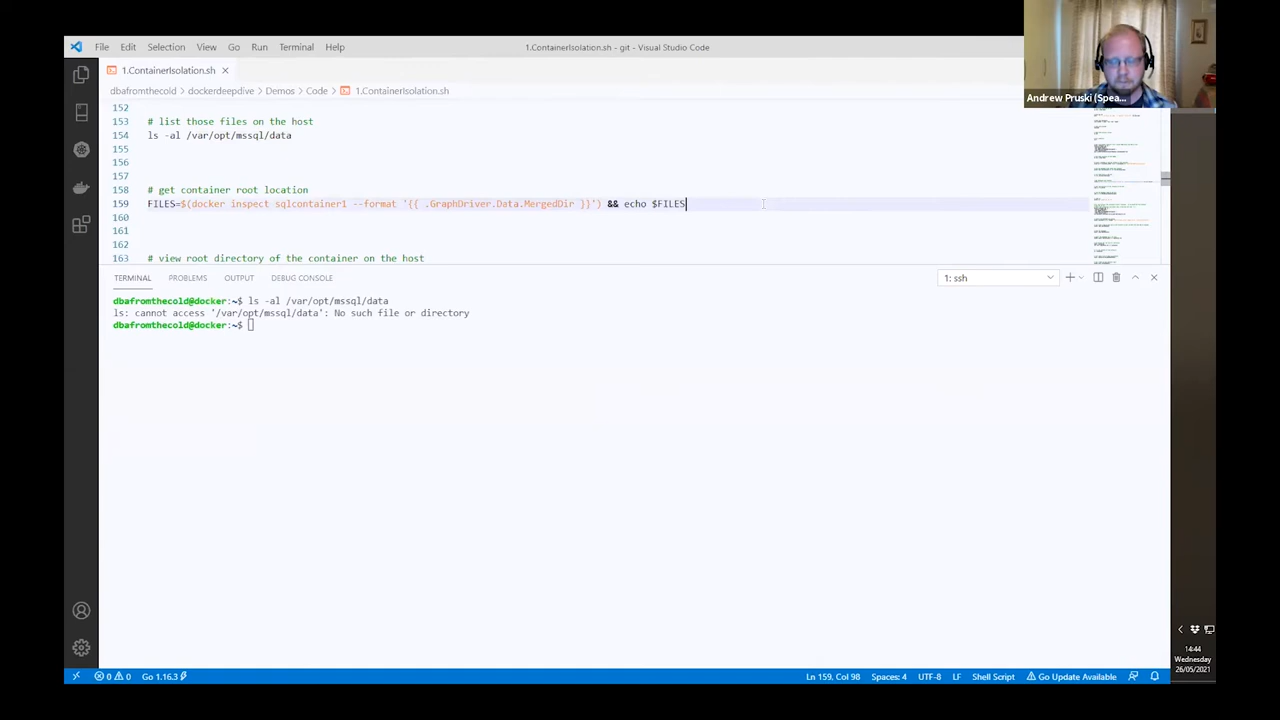 File Edit Selection View Go Run Terminal Help
1.ContainerIsolation.sh - git - Visual Studio Code
Andrew Pruski (Spea...
1.ContainerIsolation.sh
dbafromthecold > dockerdeepdive > Demos > Code > 1.ContainerIsolation.sh
152
153 # list those files on the host
154 ls -al /var/opt/mssql/data
155
156
157
158 # get container root location
159 FILES=$(docker inspect sqlcontainer1 --format '{{ .GraphDriver.Data.MergedDir }}') && echo $FILES
160
161
162
163 # view root directory of the container on the host
TERMINAL PROBLEMS OUTPUT DEBUG CONSOLE
1: ssh
dbafromthecold@docker:~$ ls -al /var/opt/mssql/data
ls: cannot access '/var/opt/mssql/data': No such file or directory
dbafromthecold@docker:~$
14:44
Wednesday
26/05/2021
0 0 Go 1.16.3 Ln 159, Col 98 Spaces: 4 UTF-8 LF Shell Script Go Update Available